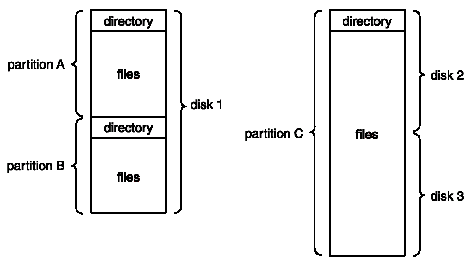 directory
partition A
files
disk 1
directory
partition B
files
directory
disk 2
partition C
files
disk 3